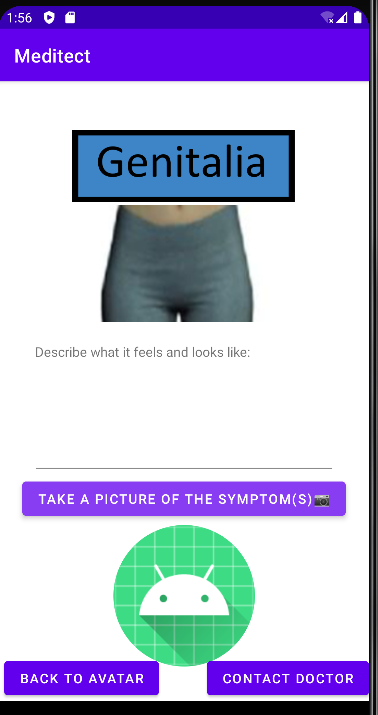 1:56
Meditect
Genitalia
Describe what it feels and looks like:
TAKE A PICTURE OF THE SYMPTOM(S)📷
BACK TO AVATAR
CONTACT DOCTOR